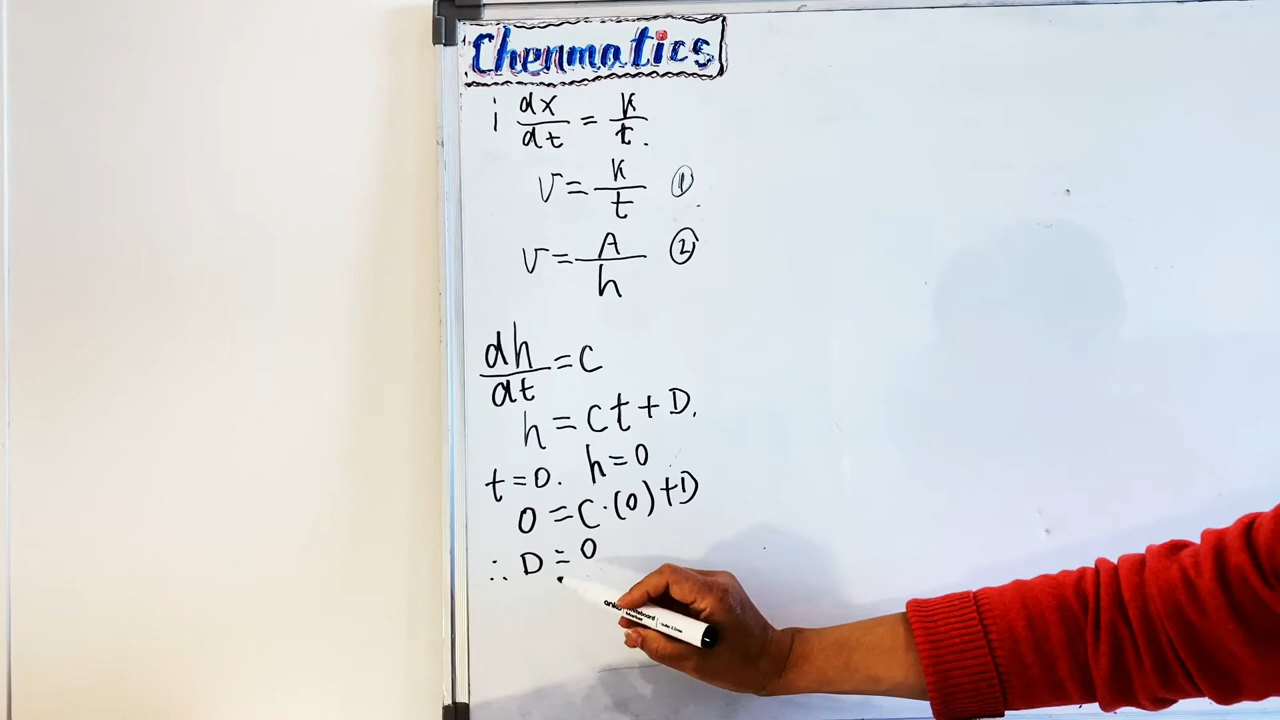 Chenmatics
i dx/dt = k/t.
v = k/t ①
v = A/h ②
dh/dt = C
h = Ct + D.
t = 0. h = 0
0 = C·(0) + D
∴ D = 0